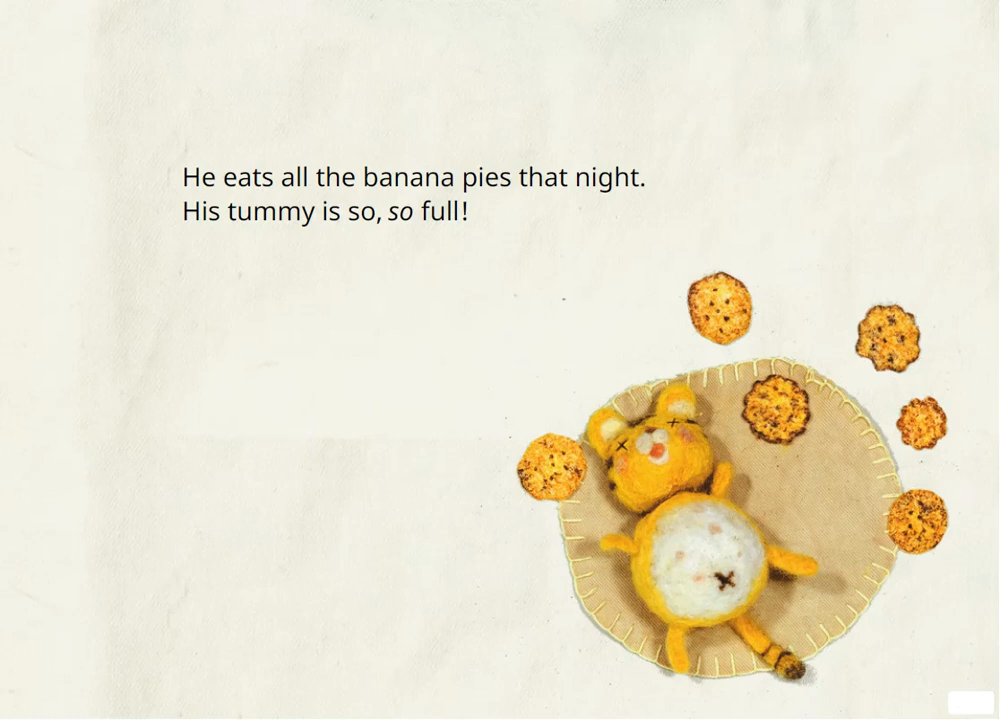 He eats all the banana pies that night.
His tummy is so, so full!